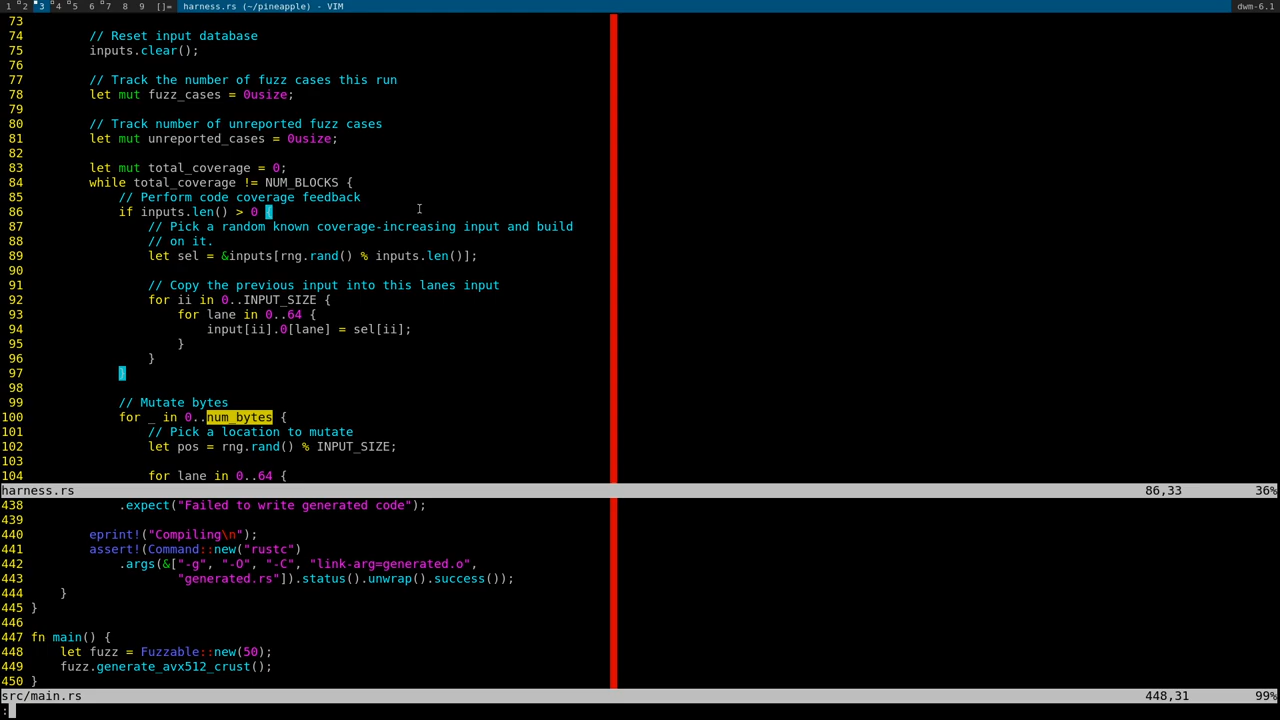 1 2 3 4 5 6 7 8 9 []= harness.rs (~/pineapple) - VIM dwm-6.1
73
74 // Reset input database
75 inputs.clear();
76
77 // Track the number of fuzz cases this run
78 let mut fuzz_cases = 0usize;
79
80 // Track number of unreported fuzz cases
81 let mut unreported_cases = 0usize;
82
83 let mut total_coverage = 0;
84 while total_coverage != NUM_BLOCKS {
85 // Perform code coverage feedback
86 if inputs.len() > 0 {
87 // Pick a random known coverage-increasing input and build
88 // on it.
89 let sel = &inputs[rng.rand() % inputs.len()];
90
91 // Copy the previous input into this lanes input
92 for ii in 0..INPUT_SIZE {
93 for lane in 0..64 {
94 input[ii].0[lane] = sel[ii];
95 }
96 }
97 }
98
99 // Mutate bytes
100 for _ in 0..num_bytes {
101 // Pick a location to mutate
102 let pos = rng.rand() % INPUT_SIZE;
103
104 for lane in 0..64 {
harness.rs 86,33 36%
438 .expect("Failed to write generated code");
439
440 eprint!("Compiling\n");
441 assert!(Command::new("rustc")
442 .args(&["-g", "-O", "-C", "link-arg=generated.o",
443 "generated.rs"]).status().unwrap().success());
444 }
445 }
446
447 fn main() {
448 let fuzz = Fuzzable::new(50);
449 fuzz.generate_avx512_crust();
450 }
src/main.rs 448,31 99%
: